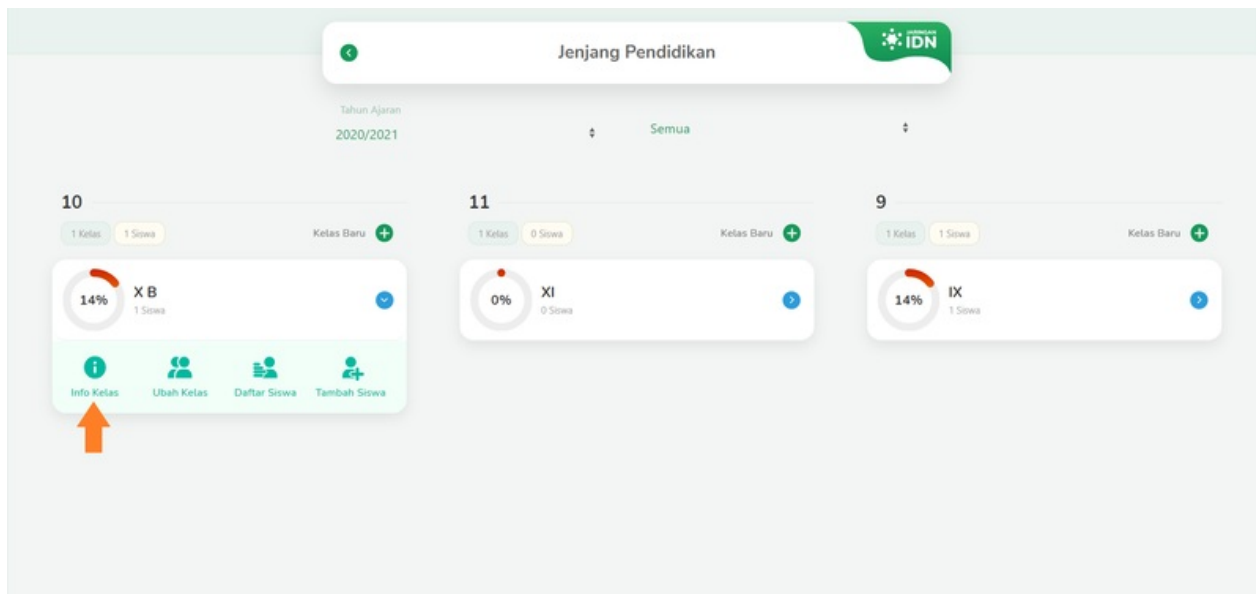 Jenjang Pendidikan
JARINGAN
IDN
Tahun Ajaran
2020/2021
Semua
10
1 Kelas
1 Siswa
Kelas Baru
14%
X B
1 Siswa
Info Kelas
Ubah Kelas
Daftar Siswa
Tambah Siswa
11
1 Kelas
0 Siswa
Kelas Baru
0%
XI
0 Siswa
9
1 Kelas
1 Siswa
Kelas Baru
14%
IX
1 Siswa